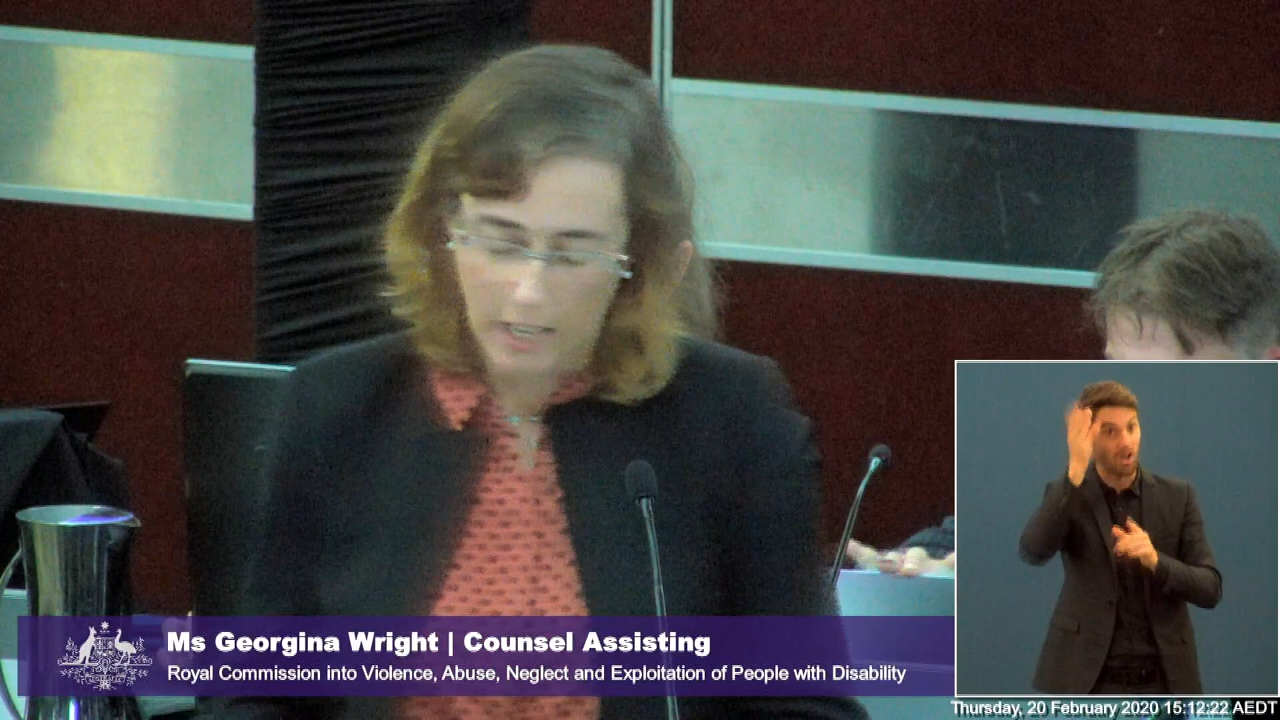 Ms Georgina Wright | Counsel Assisting
Royal Commission into Violence, Abuse, Neglect and Exploitation of People with Disability
Thursday, 20 February 2020 15:12:22 AEDT